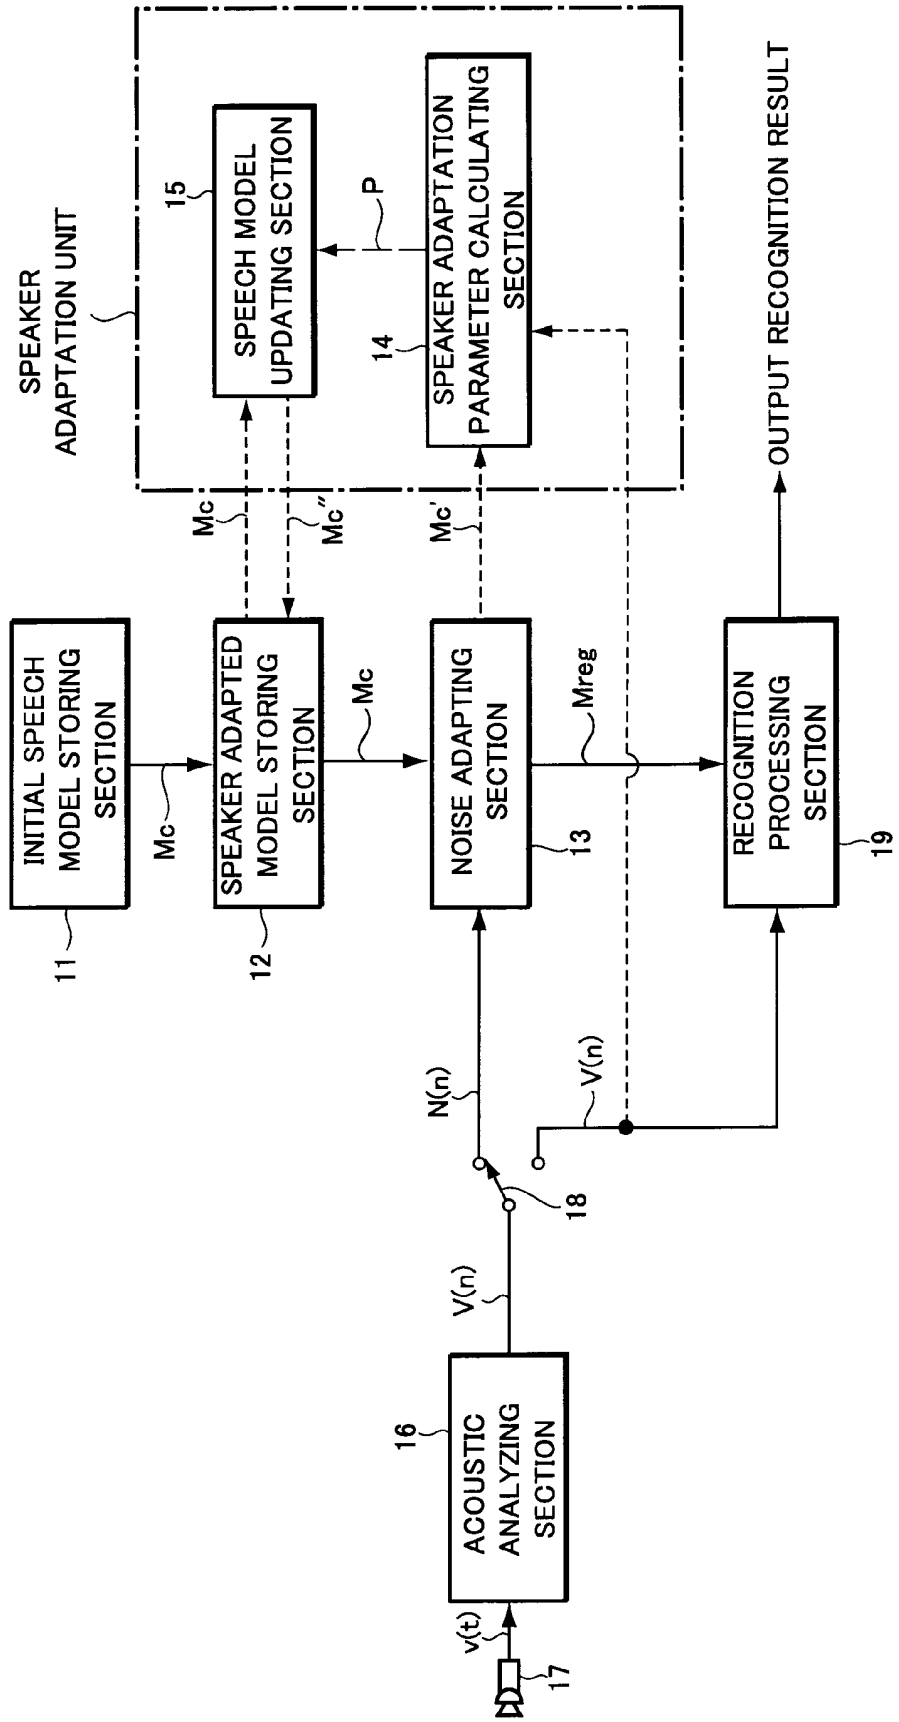 SPEAKER
ADAPTATION UNIT
INITIAL SPEECH
MODEL STORING
SECTION
11
Mc
SPEAKER ADAPTED
MODEL STORING
SECTION
12
Mc
Mc″
15
SPEECH MODEL
UPDATING SECTION
P
Mc
NOISE ADAPTING
SECTION
13
Mc'
14
SPEAKER ADAPTATION
PARAMETER CALCULATING
SECTION
v(t)
17
16
ACOUSTIC
ANALYZING
SECTION
V(n)
18
N(n)
V(n)
Mreg
RECOGNITION
PROCESSING
SECTION
19
OUTPUT RECOGNITION RESULT